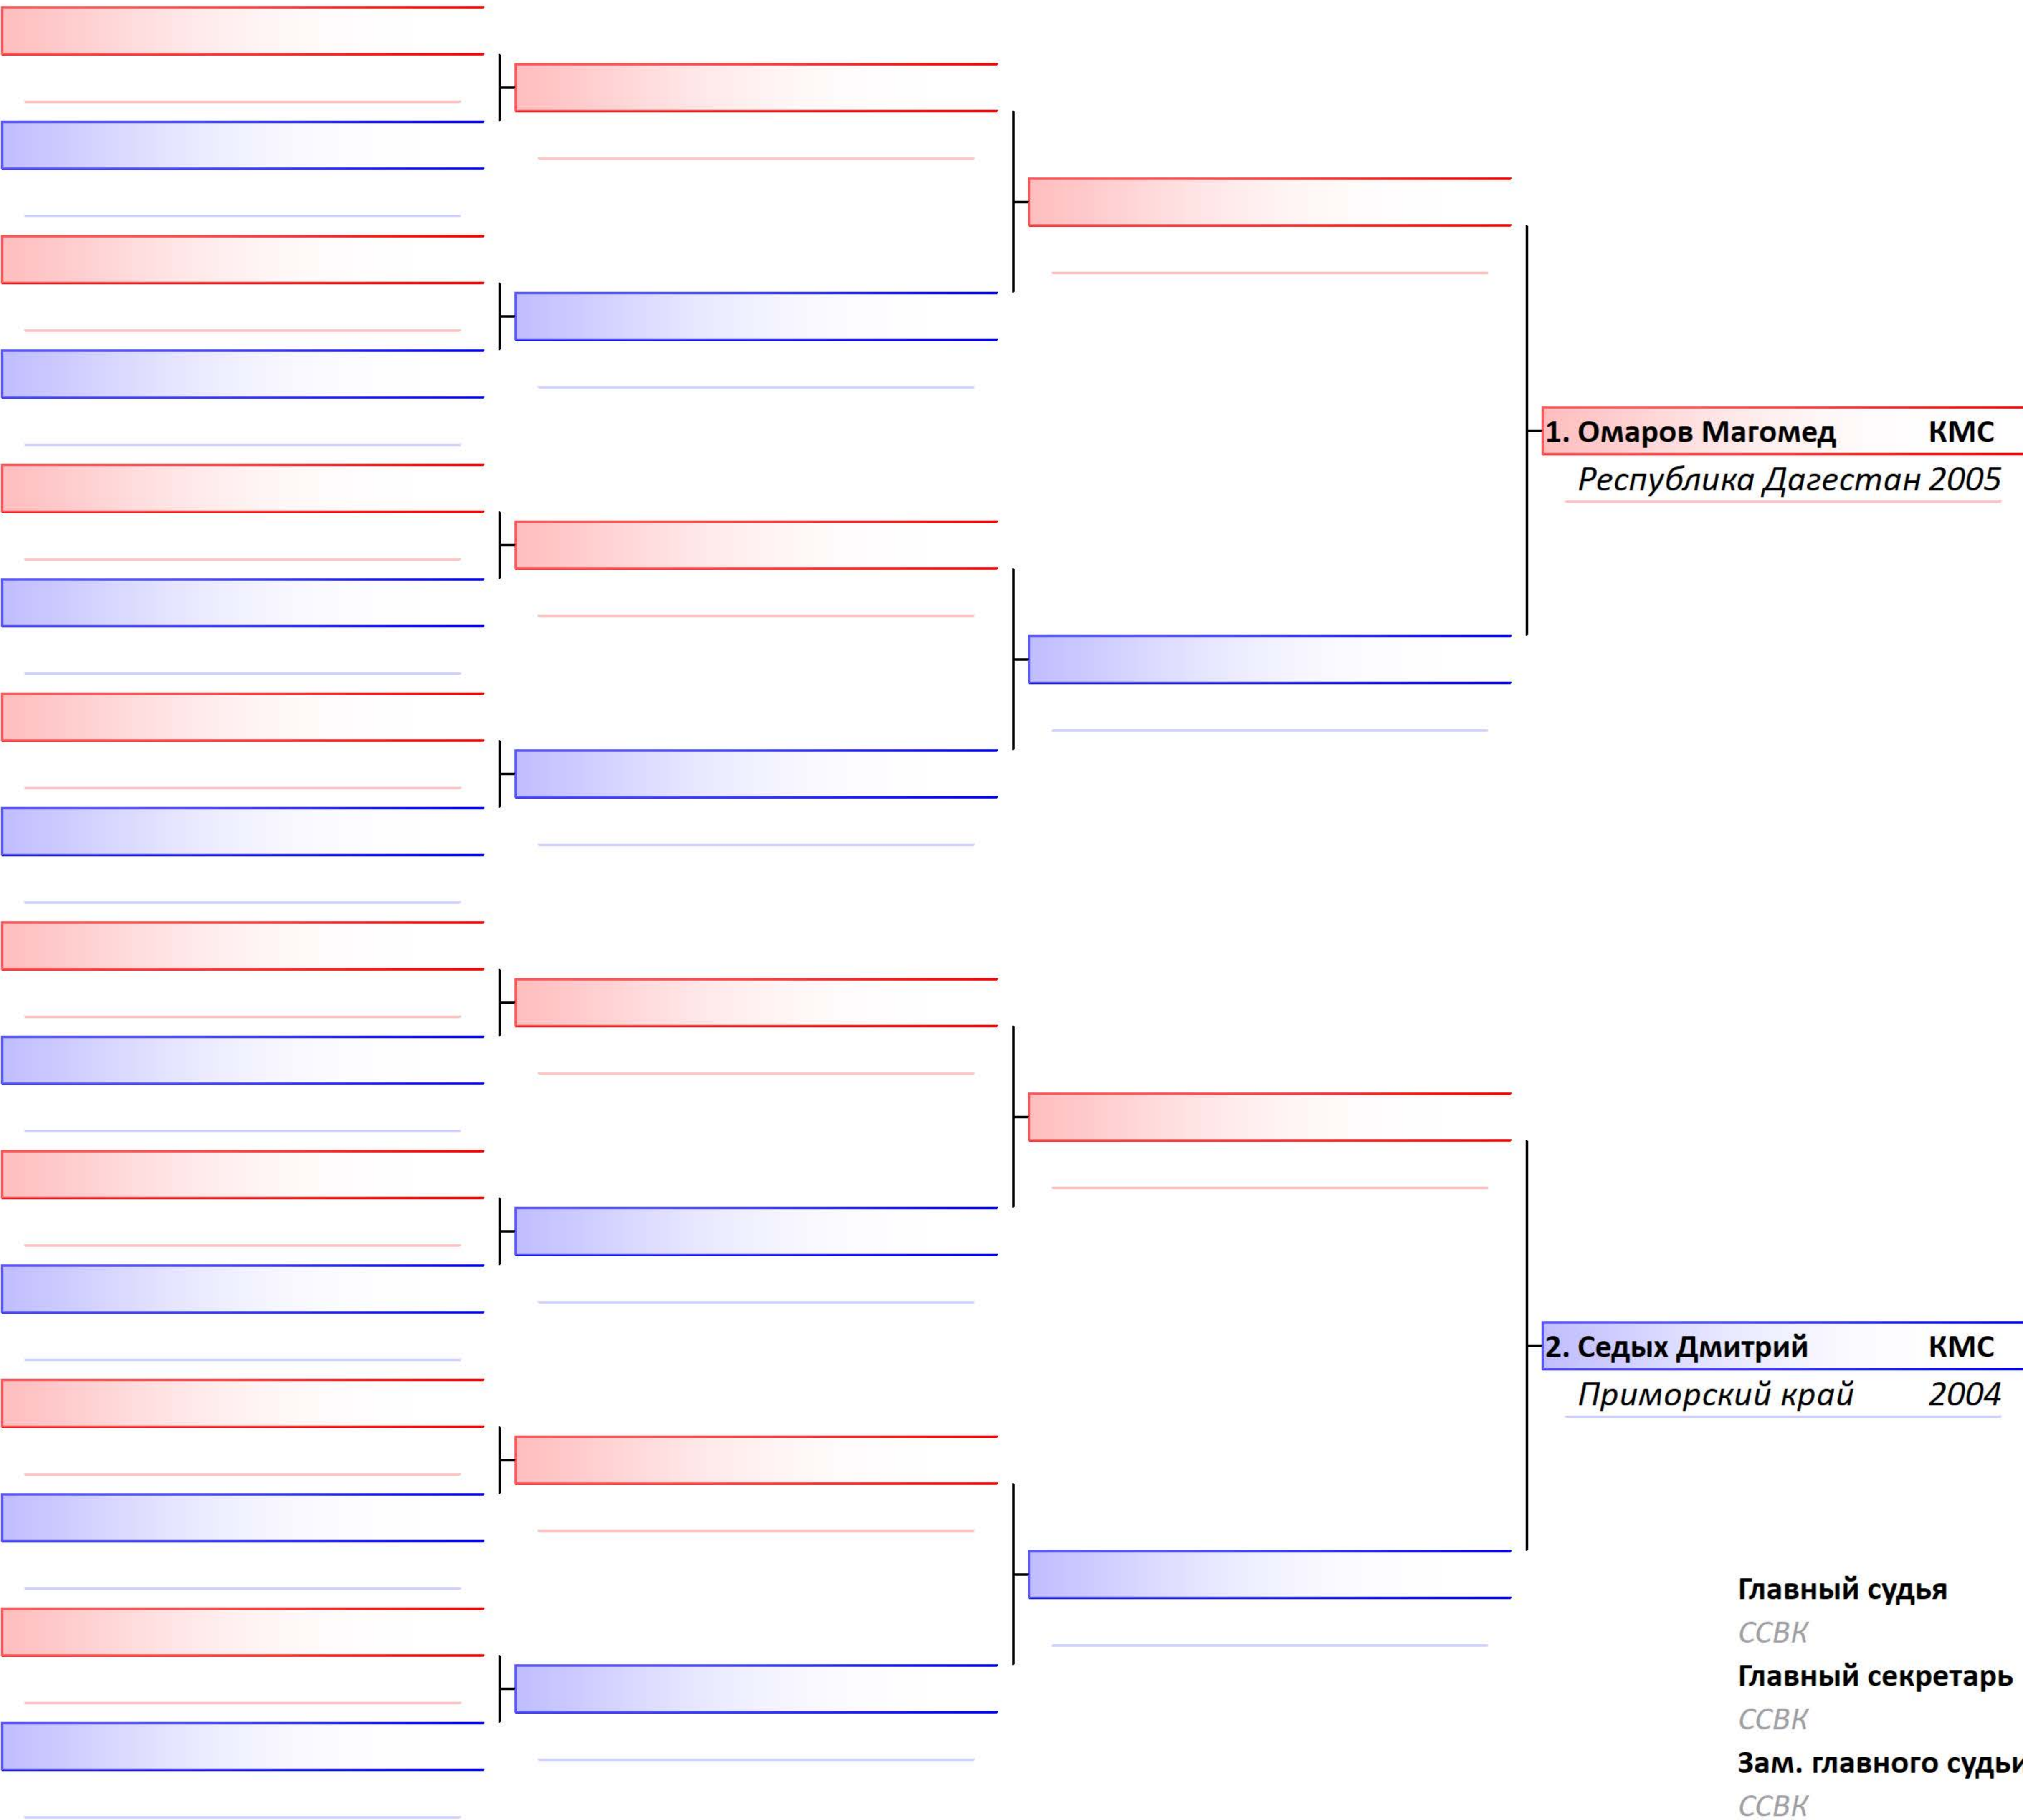 1. Омаров Магомед КМС
Республика Дагестан 2005
2. Седых Дмитрий КМС
Приморский край 2004
Главный судья
ССВК
Главный секретарь
ССВК
Зам. главного судьи
ССВК